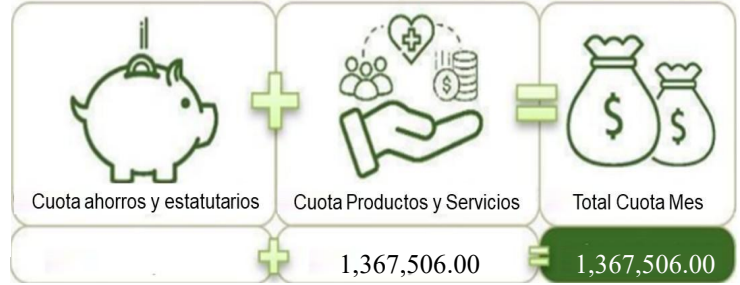 Cuota ahorros y estatutarios
Cuota Productos y Servicios
Total Cuota Mes
+ 1,367,506.00 = 1,367,506.00